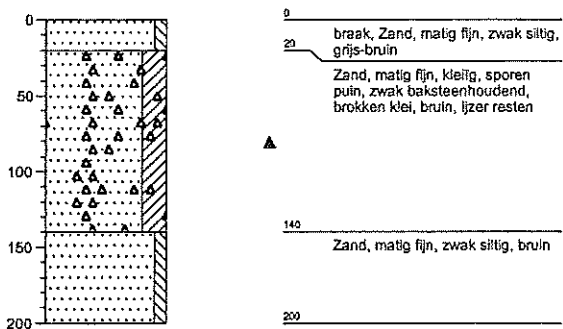 0
50
100
150
200
0
braak, Zand, matig fijn, zwak siltig,
grijs-bruin
20
Zand, matig fijn, kleiïg, sporen
puin, zwak baksteenhoudend,
brokken klei, bruin, Ijzer resten
140
Zand, matig fijn, zwak siltig, bruin
200